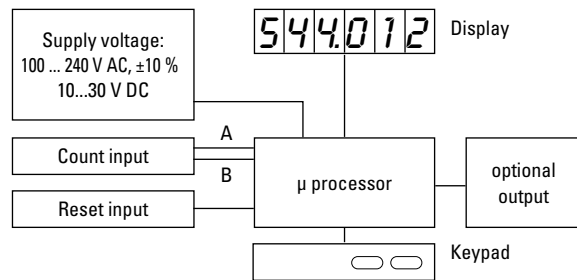 Supply voltage:
100 ... 240 V AC, ±10 %
10...30 V DC
544.012
Display
Count input
A
B
Reset input
µ processor
optional
output
Keypad